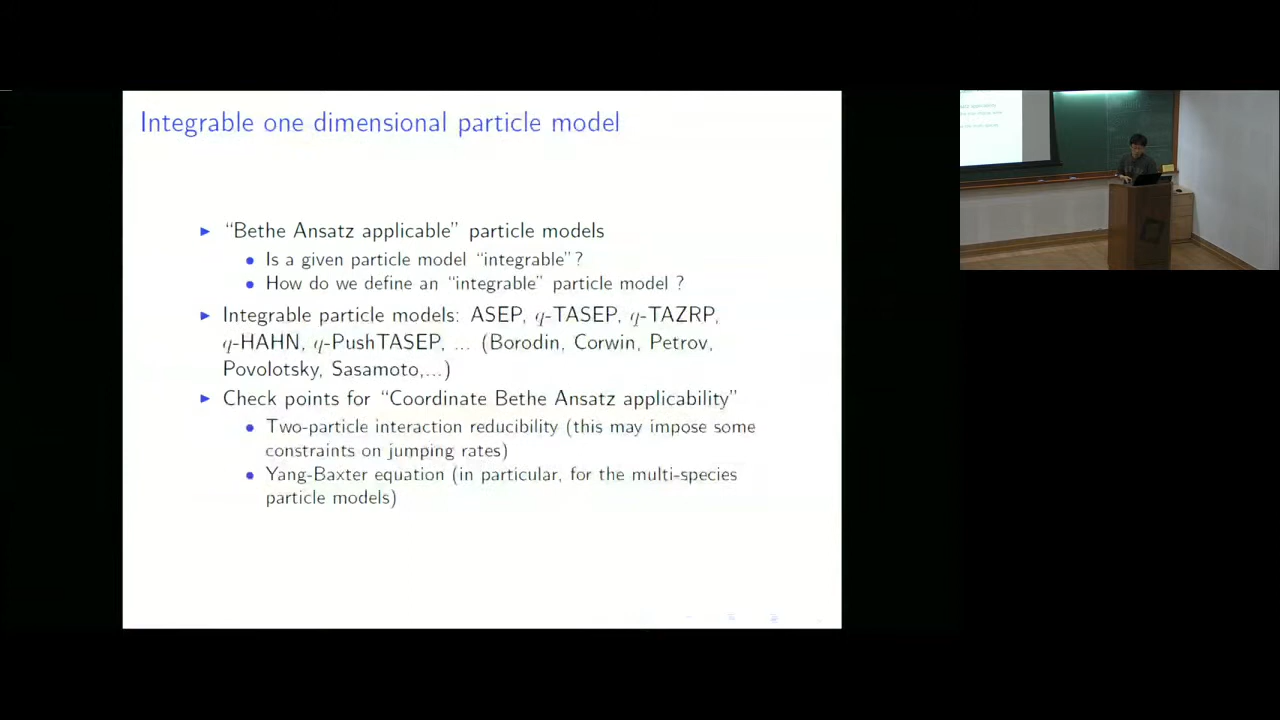 Integrable one dimensional particle model
► “Bethe Ansatz applicable” particle models
• Is a given particle model “integrable”?
• How do we define an “integrable” particle model ?
► Integrable particle models: ASEP, q-TASEP, q-TAZRP,
q-HAHN, q-PushTASEP, ... (Borodin, Corwin, Petrov,
Povolotsky, Sasamoto,...)
► Check points for “Coordinate Bethe Ansatz applicability”
• Two-particle interaction reducibility (this may impose some
constraints on jumping rates)
• Yang-Baxter equation (in particular, for the multi-species
particle models)